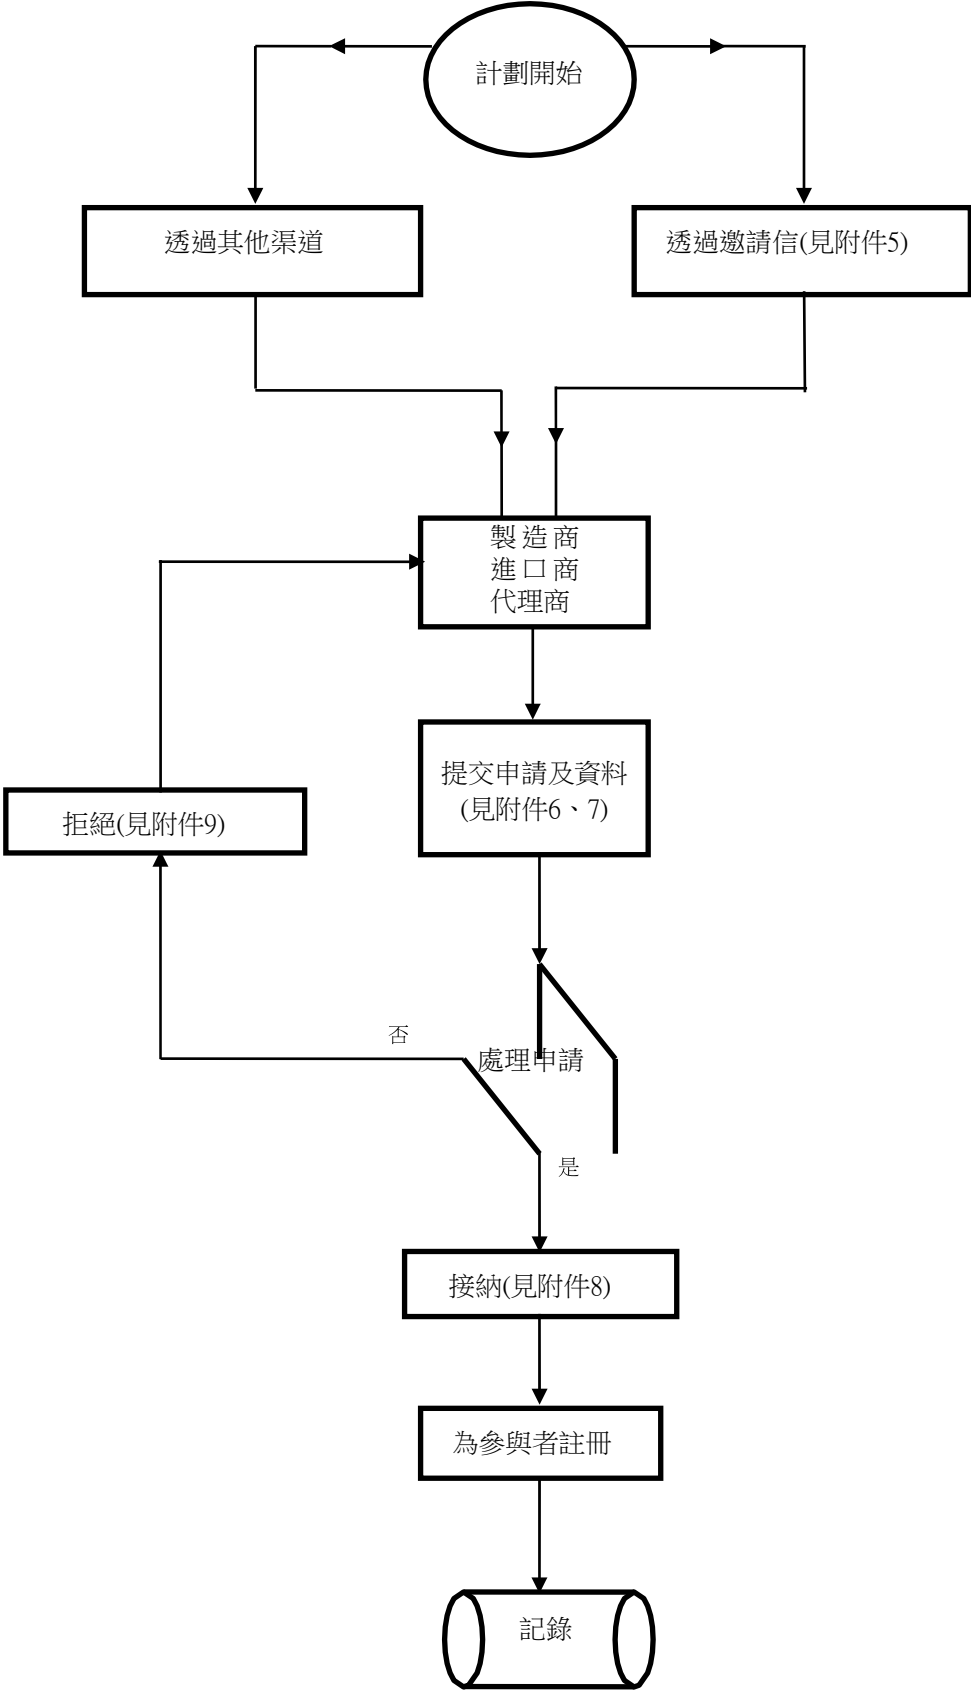 計劃開始
透過其他渠道
透過邀請信(見附件5)
製造商
進口商
代理商
提交申請及資料
(見附件6、7)
拒絕(見附件9)
否
處理申請
是
接納(見附件8)
為參與者註冊
記錄